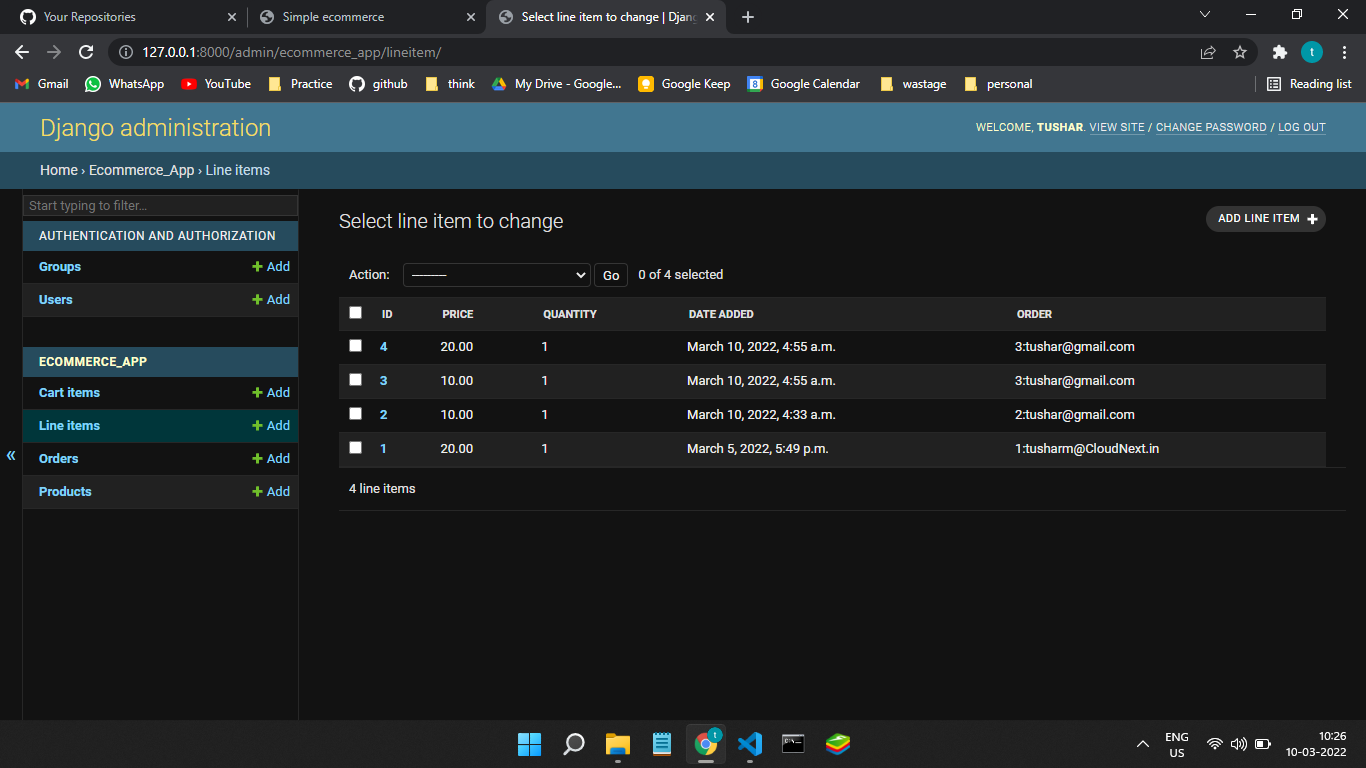 Your Repositories
Simple ecommerce
Select line item to change | Djang
127.0.0.1:8000/admin/ecommerce_app/lineitem/
t
Gmail WhatsApp YouTube Practice github think My Drive - Google... Google Keep 8 Google Calendar wastage personal Reading list
Django administration
WELCOME, TUSHAR. VIEW SITE / CHANGE PASSWORD / LOG OUT
Home › Ecommerce_App › Line items
Start typing to filter...
AUTHENTICATION AND AUTHORIZATION
Groups + Add
Users + Add
ECOMMERCE_APP
Cart items + Add
Line items + Add
Orders + Add
Products + Add
«
Select line item to change
ADD LINE ITEM +
Action: --------- Go 0 of 4 selected
ID PRICE QUANTITY DATE ADDED ORDER
4 20.00 1 March 10, 2022, 4:55 a.m. 3:tushar@gmail.com
3 10.00 1 March 10, 2022, 4:55 a.m. 3:tushar@gmail.com
2 10.00 1 March 10, 2022, 4:33 a.m. 2:tushar@gmail.com
1 20.00 1 March 5, 2022, 5:49 p.m. 1:tusharm@CloudNext.in
4 line items
t
ENG
US
10:26
10-03-2022